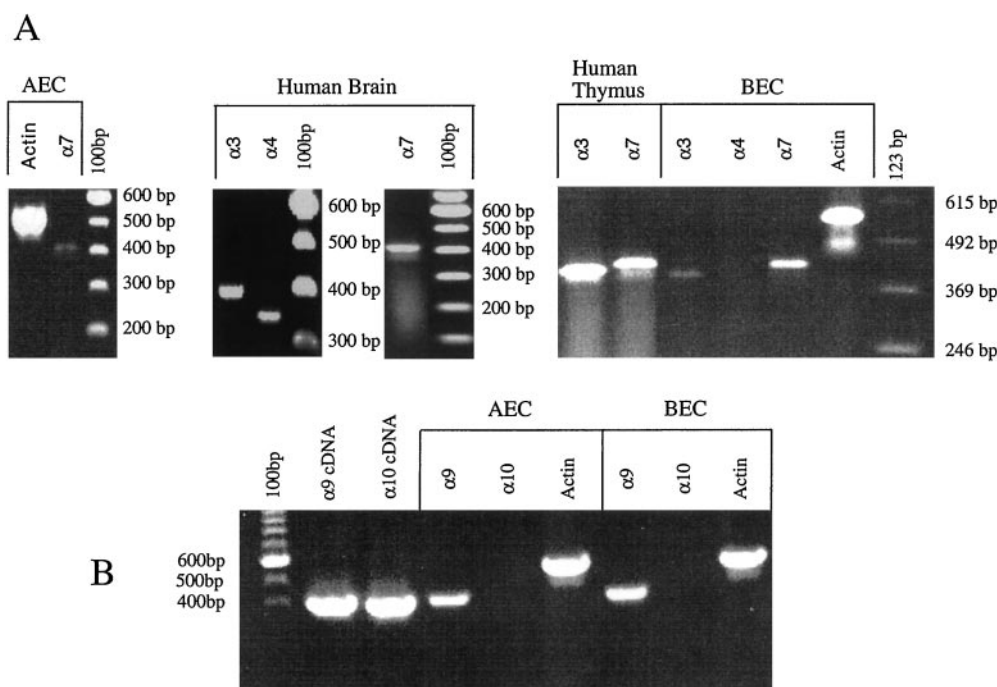 A
AEC
Actin
α7
100bp
600 bp
500 bp
400 bp
300 bp
200 bp
Human Brain
α3
α4
100bp
600 bp
500 bp
400 bp
300 bp
α7
100bp
600 bp
500 bp
400 bp
300 bp
200 bp
Human
Thymus
BEC
α3
α7
α3
α4
α7
Actin
123 bp
615 bp
492 bp
369 bp
246 bp
B
AEC
BEC
100bp
α9 cDNA
α10 cDNA
α9
α10
Actin
α9
α10
Actin
600bp
500bp
400bp